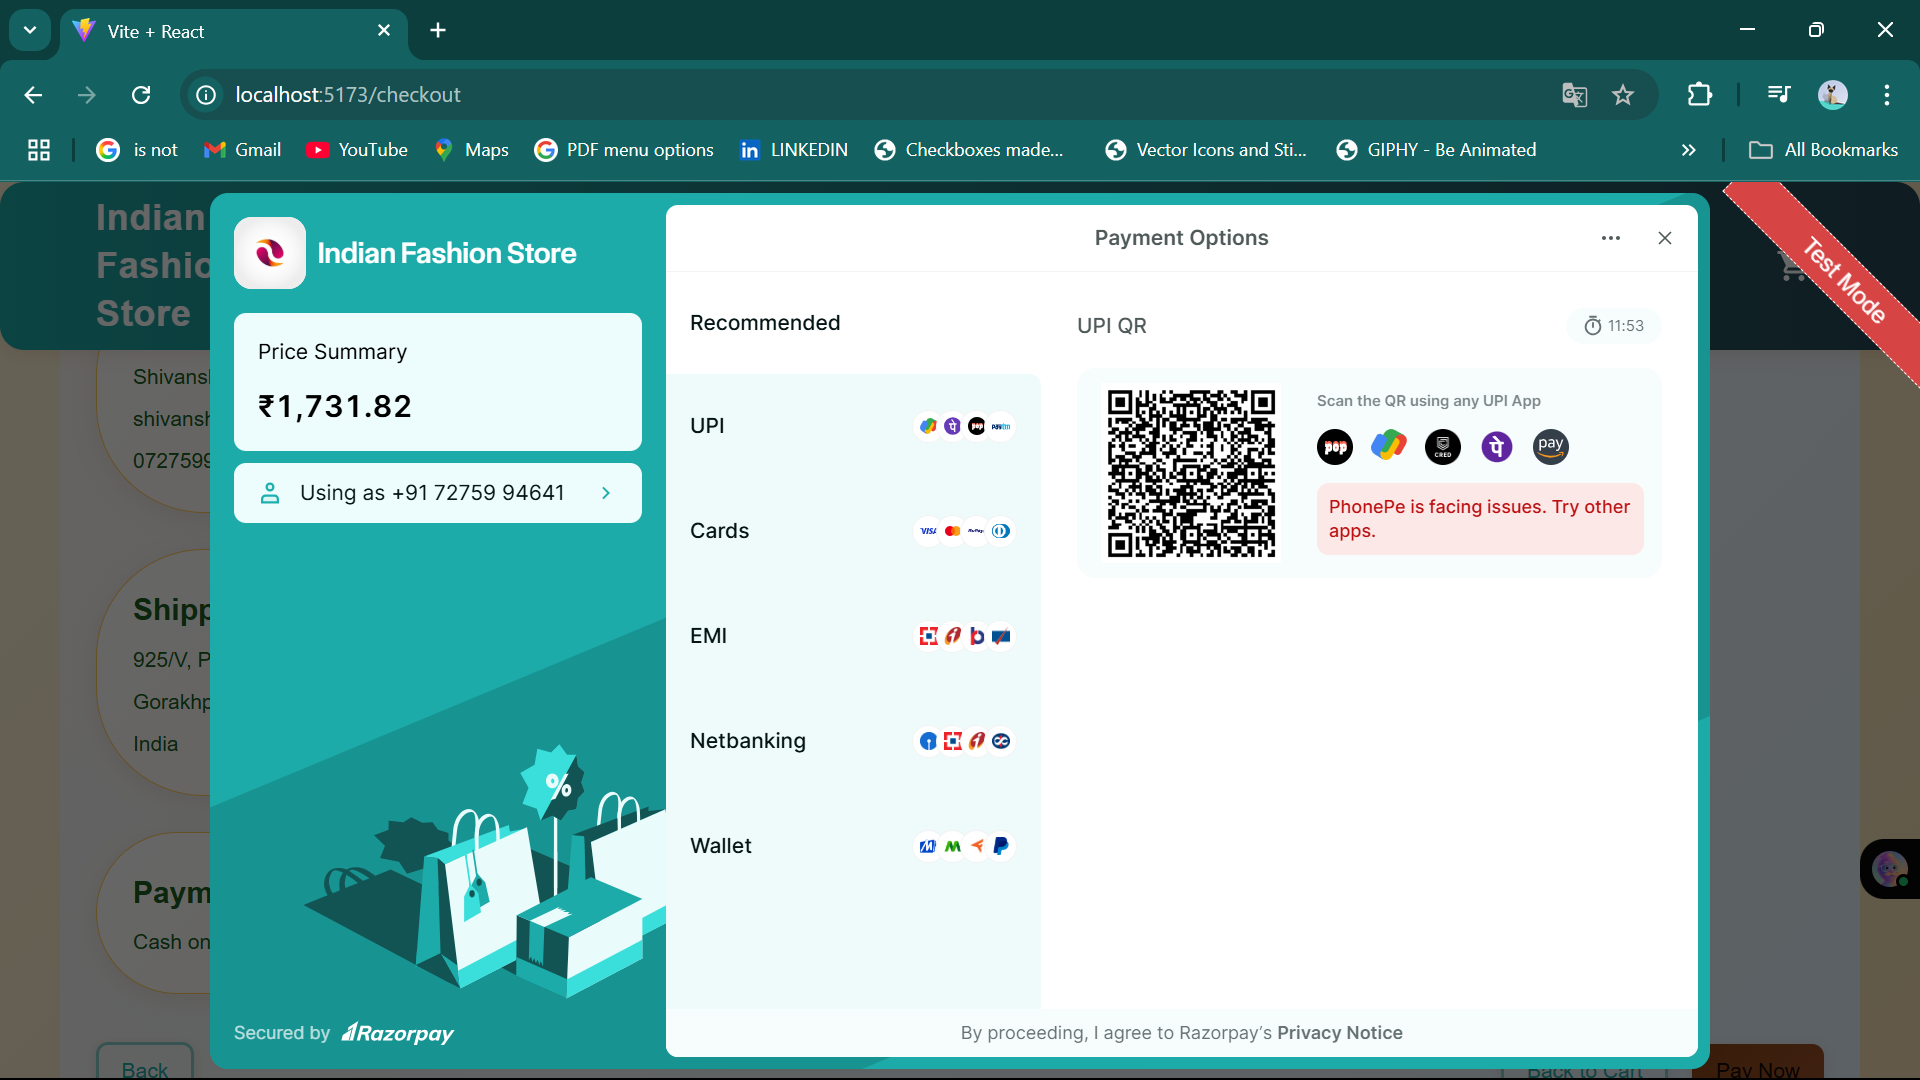 Vite + React
localhost:5173/checkout
is not
Gmail
YouTube
Maps
PDF menu options
LINKEDIN
Checkboxes made...
Vector Icons and Sti...
GIPHY - Be Animated
All Bookmarks
Indian
Fashio
Store
Shivansl
shivansh
0727599
Shipp
925/V, P
Gorakhp
India
Paym
Cash on
Back
Indian Fashion Store
Price Summary
₹1,731.82
Using as +91 72759 94641
Secured by Razorpay
Payment Options
Recommended
UPI
paytm
Cards
VISA
EMI
Netbanking
Wallet
UPI QR
11:53
Scan the QR using any UPI App
pop
CRED
पे
pay
PhonePe is facing issues. Try other
apps.
By proceeding, I agree to Razorpay's Privacy Notice
Test Mode
Back to Cart
Pay Now